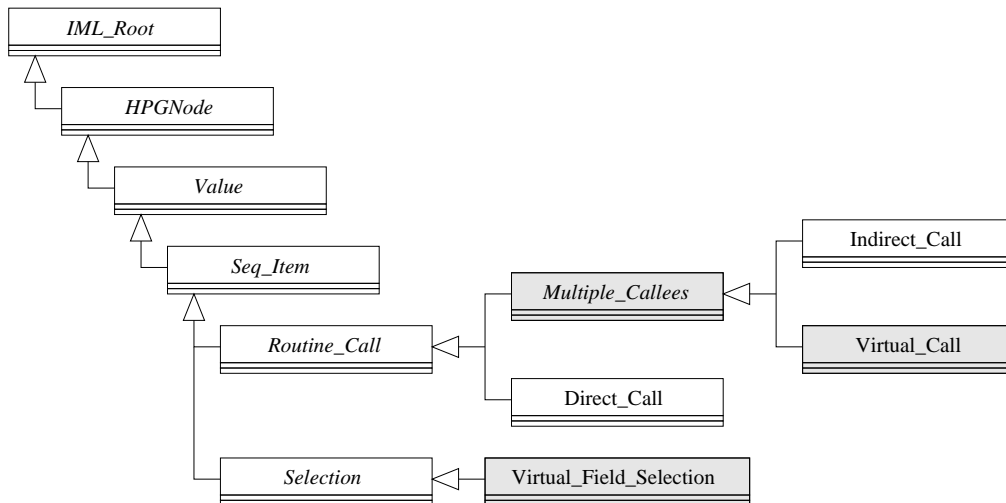 IML_Root
HPGNode
Value
Seq_Item
Indirect_Call
Multiple_Callees
Routine_Call
Virtual_Call
Direct_Call
Selection
Virtual_Field_Selection